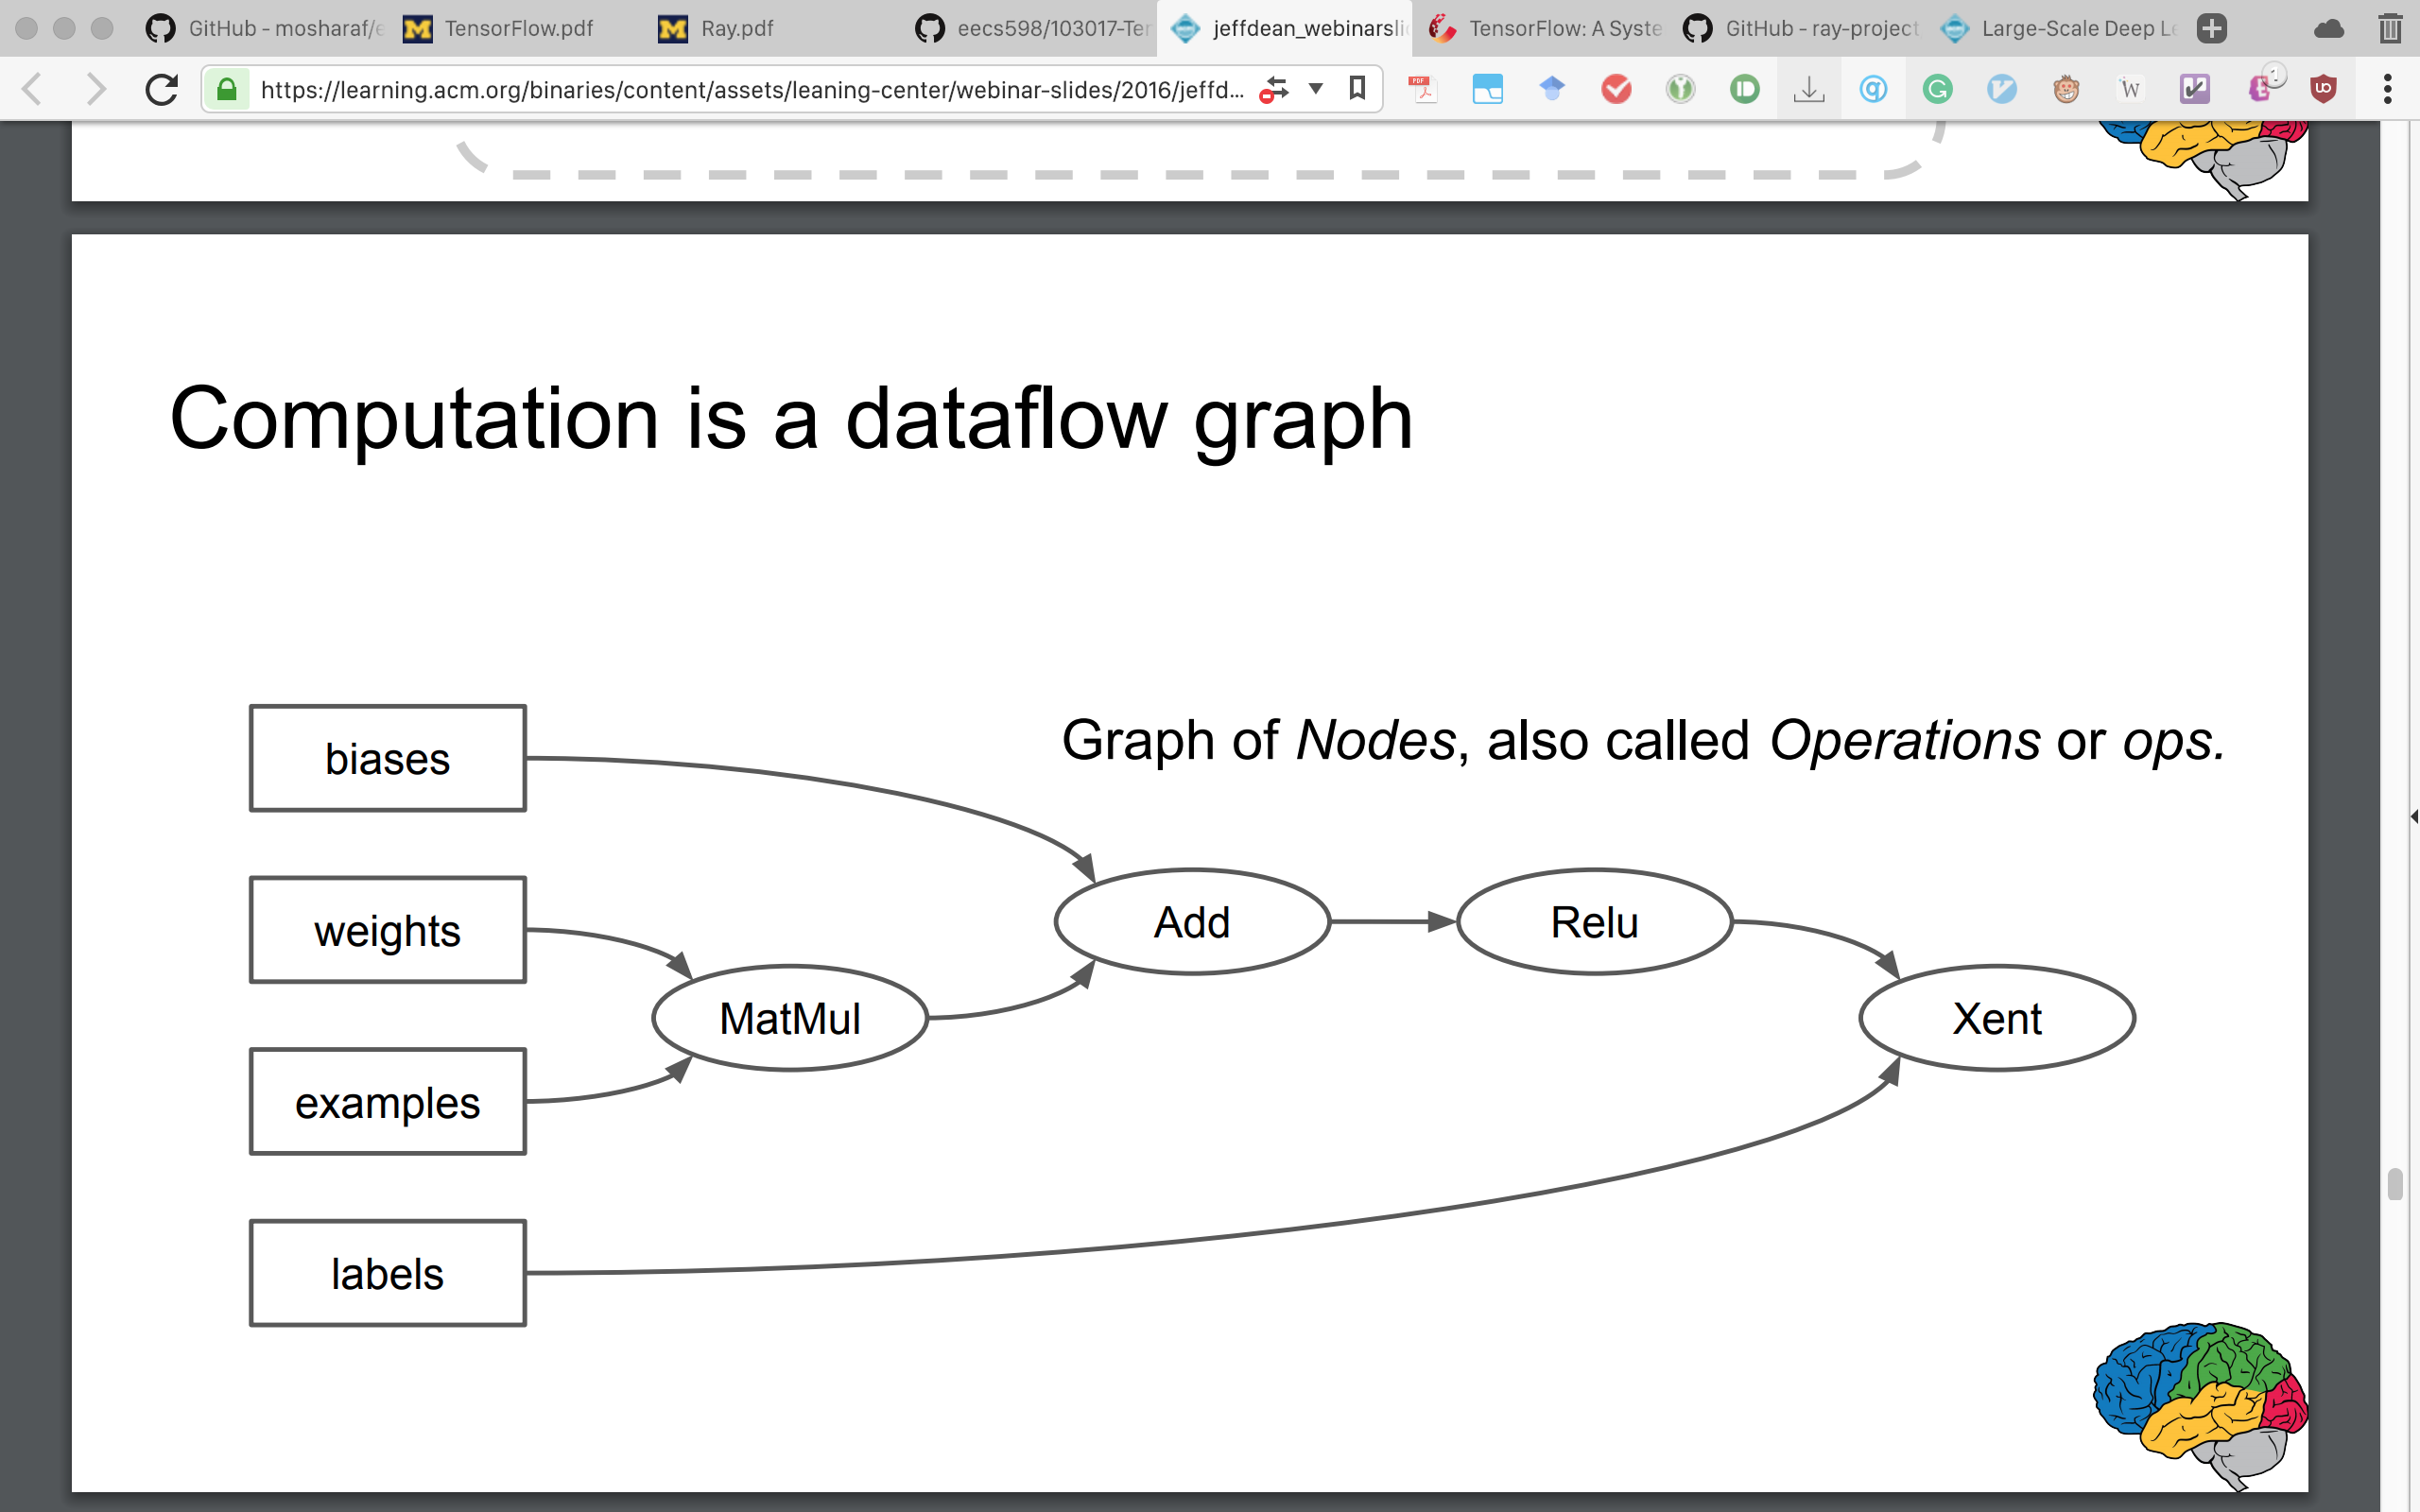 GitHub - mosharaf/e
TensorFlow.pdf
Ray.pdf
eecs598/103017-Ter
jeffdean_webinarsli
TensorFlow: A Syste
GitHub - ray-project
Large-Scale Deep Le
https://learning.acm.org/binaries/content/assets/leaning-center/webinar-slides/2016/jeffd...
Computation is a dataflow graph
Graph of Nodes, also called Operations or ops.
biases
weights
examples
labels
MatMul
Add
Relu
Xent